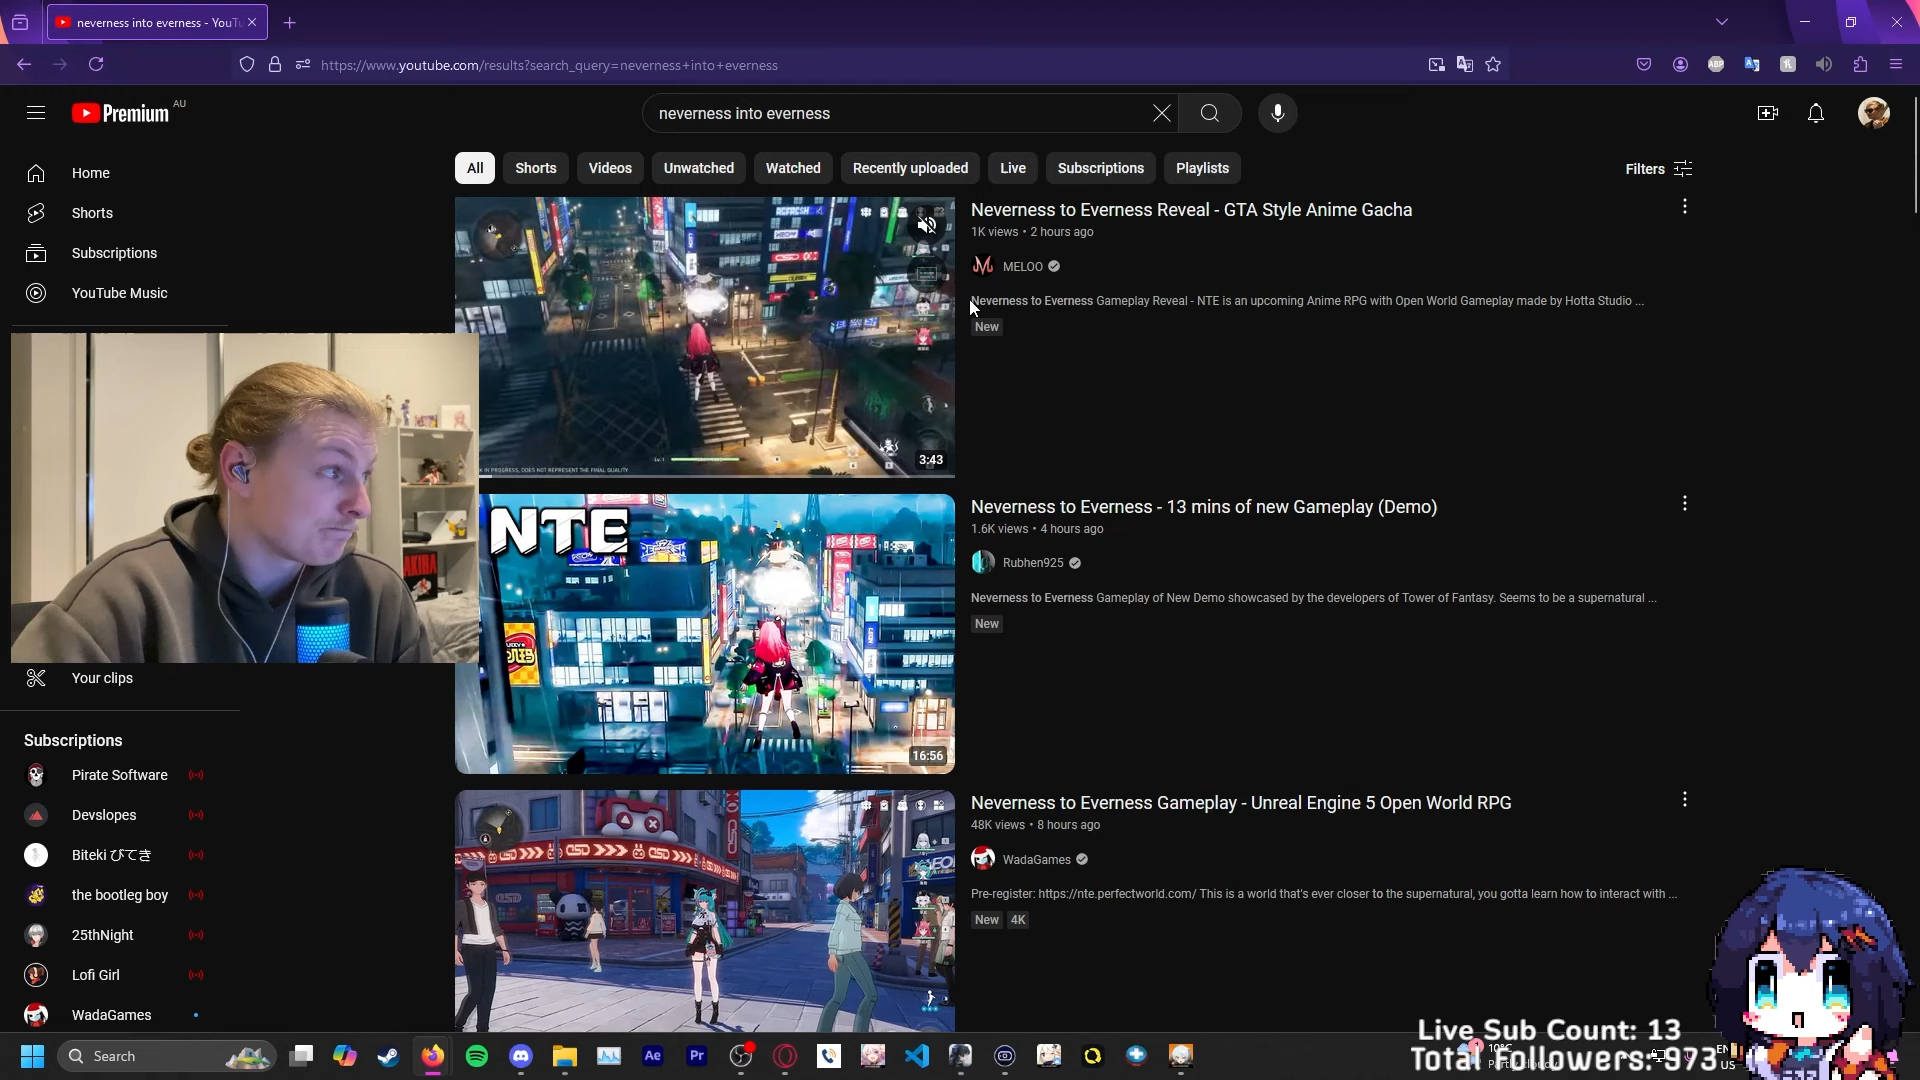 neverness into everness - YouTu
https://www.youtube.com/results?search_query=neverness+into+everness
Premium AU
neverness into everness
All
Shorts
Videos
Unwatched
Watched
Recently uploaded
Live
Subscriptions
Playlists
Filters
Home
Shorts
Subscriptions
YouTube Music
Your clips
Subscriptions
Pirate Software
Devslopes
Biteki びてき
the bootleg boy
25thNight
Lofi Girl
WadaGames
REFRESH
3:43
Neverness to Everness Reveal - GTA Style Anime Gacha
1K views • 2 hours ago
MELOO
Neverness to Everness Gameplay Reveal - NTE is an upcoming Anime RPG with Open World Gameplay made by Hotta Studio ...
New
NTE
16:56
Neverness to Everness - 13 mins of new Gameplay (Demo)
1.6K views • 4 hours ago
Rubhen925
Neverness to Everness Gameplay of New Demo showcased by the developers of Tower of Fantasy. Seems to be a supernatural ...
New
Neverness to Everness Gameplay - Unreal Engine 5 Open World RPG
48K views • 8 hours ago
WadaGames
Pre-register: https://nte.perfectworld.com/ This is a world that's ever closer to the supernatural, you gotta learn how to interact with ...
New
4K
AKIRA
ABP
Search
Ae
Pr
Live Sub Count: 13
Total Followers:973
10°C
EN
US